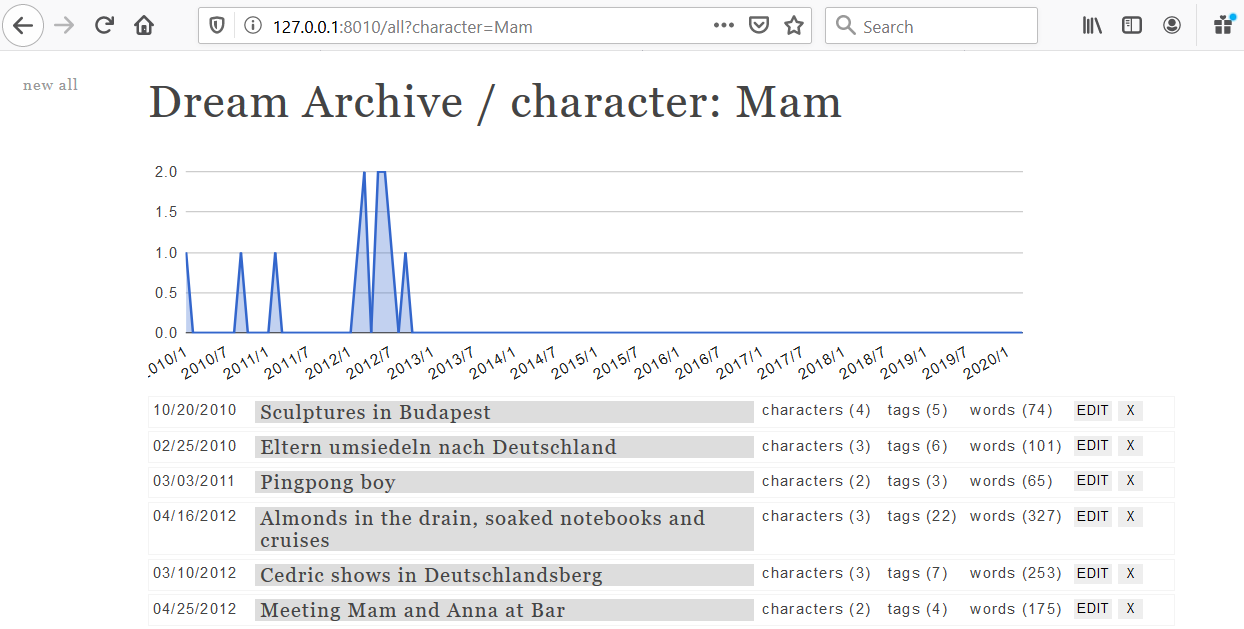 127.0.0.1:8010/all?character=Mam
Search
new all
Dream Archive / character: Mam
2.0
1.5
1.0
0.5
0.0
2010/1 2010/7 2011/1 2011/7 2012/1 2012/7 2013/1 2013/7 2014/1 2014/7 2015/1 2015/7 2016/1 2016/7 2017/1 2017/7 2018/1 2018/7 2019/1 2019/7 2020/1
10/20/2010 Sculptures in Budapest characters (4) tags (5) words (74) EDIT X
02/25/2010 Eltern umsiedeln nach Deutschland characters (3) tags (6) words (101) EDIT X
03/03/2011 Pingpong boy characters (2) tags (3) words (65) EDIT X
04/16/2012 Almonds in the drain, soaked notebooks and characters (3) tags (22) words (327) EDIT X
cruises
03/10/2012 Cedric shows in Deutschlandsberg characters (3) tags (7) words (253) EDIT X
04/25/2012 Meeting Mam and Anna at Bar characters (2) tags (4) words (175) EDIT X